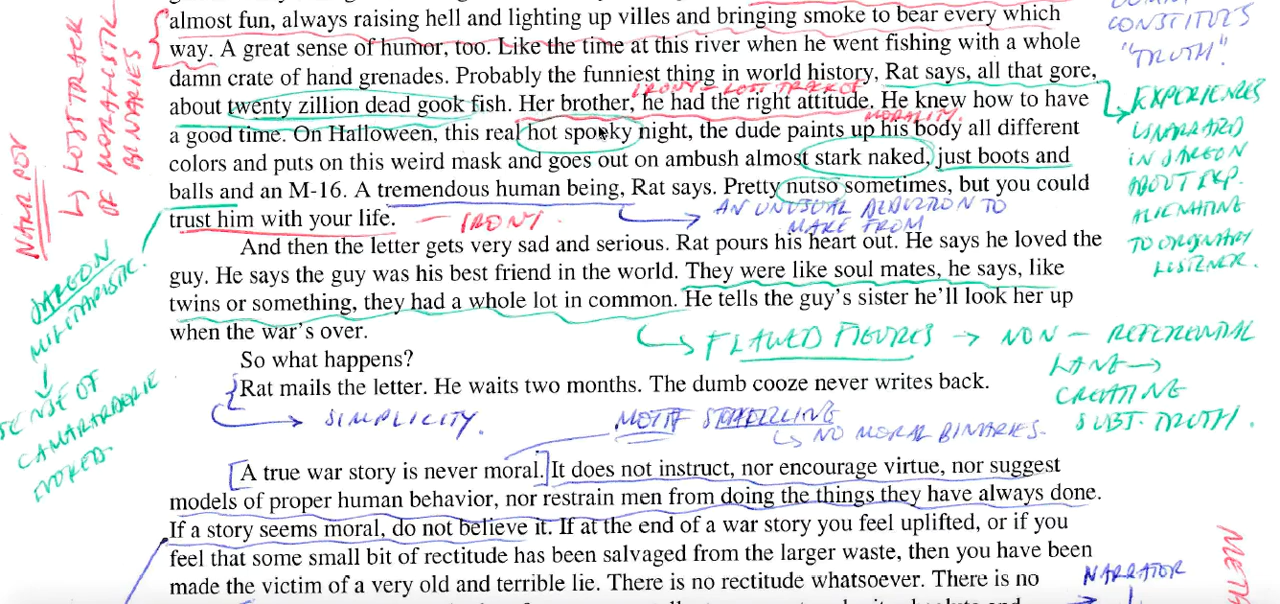 almost fun, always raising hell and lighting up villes and bringing smoke to bear every which
way. A great sense of humor, too. Like the time at this river when he went fishing with a whole
damn crate of hand grenades. Probably the funniest thing in world history, Rat says, all that gore,
about twenty zillion dead gook fish. Her brother, he had the right attitude. He knew how to have
a good time. On Halloween, this real hot spooky night, the dude paints up his body all different
colors and puts on this weird mask and goes out on ambush almost stark naked, just boots and
balls and an M-16. A tremendous human being, Rat says. Pretty nutso sometimes, but you could
trust him with your life.
And then the letter gets very sad and serious. Rat pours his heart out. He says he loved the
guy. He says the guy was his best friend in the world. They were like soul mates, he says, like
twins or something, they had a whole lot in common. He tells the guy's sister he'll look her up
when the war's over.
So what happens?
Rat mails the letter. He waits two months. The dumb cooze never writes back.
A true war story is never moral. It does not instruct, nor encourage virtue, nor suggest
models of proper human behavior, nor restrain men from doing the things they have always done.
If a story seems moral, do not believe it. If at the end of a war story you feel uplifted, or if you
feel that some small bit of rectitude has been salvaged from the larger waste, then you have been
made the victim of a very old and terrible lie. There is no rectitude whatsoever. There is no
NARR POV
OF MORALISTIC
BINARIES
JARGON
MILITARISTIC.
SENSE OF
CAMARARDERIE
EVOKED.
MORALITY.
IRONY.
AN UNUSUAL
MAKE FROM
CONSTITUTES
"TRUTH".
EXPERIENCES
IS NARRATED
IN JARGON
ABOUT
ALIENATING
TO ORDINARY
LISTENER.
FLAWED FIGURES → NON - REFERENTIAL
CREATING
SUBJ. TRUTH.
SIMPLICITY.
MOTIF
NO MORAL BINARIES.
NARRATOR